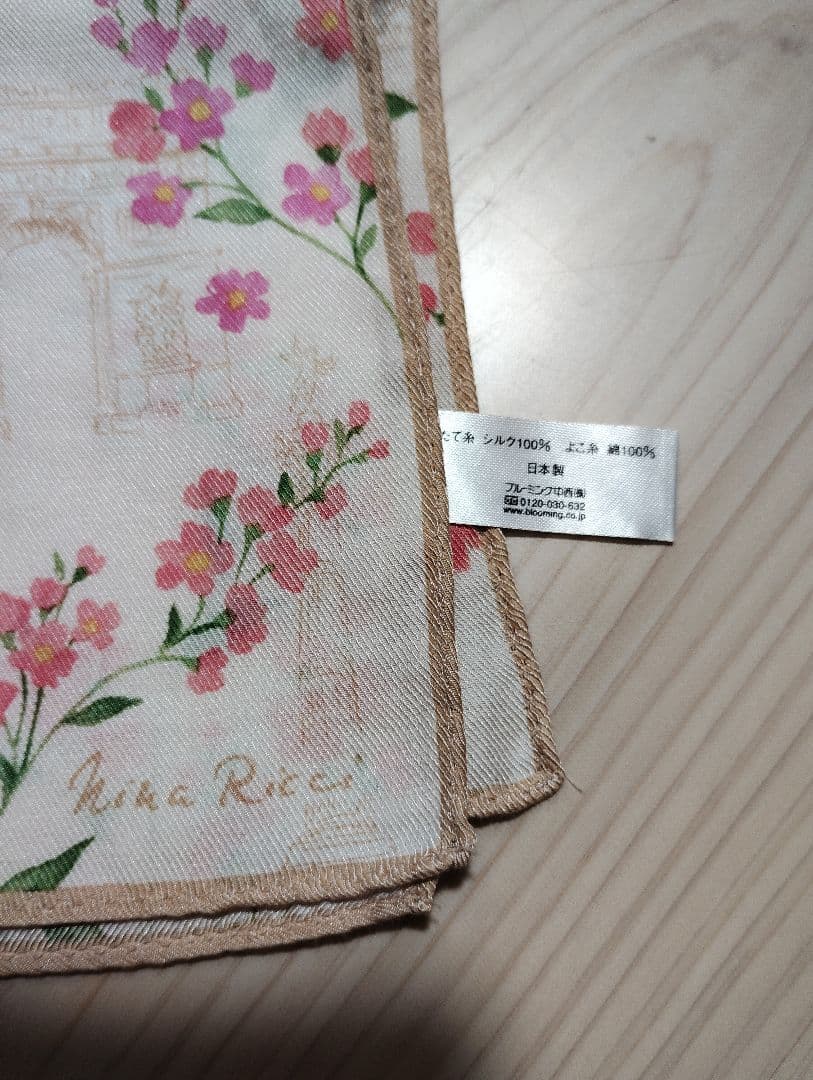 たて糸 シルク100% よこ糸 綿100%
日本製
ブルーミング中西㈱
0120-030-632
www.blooming.co.jp
Nina Ricci